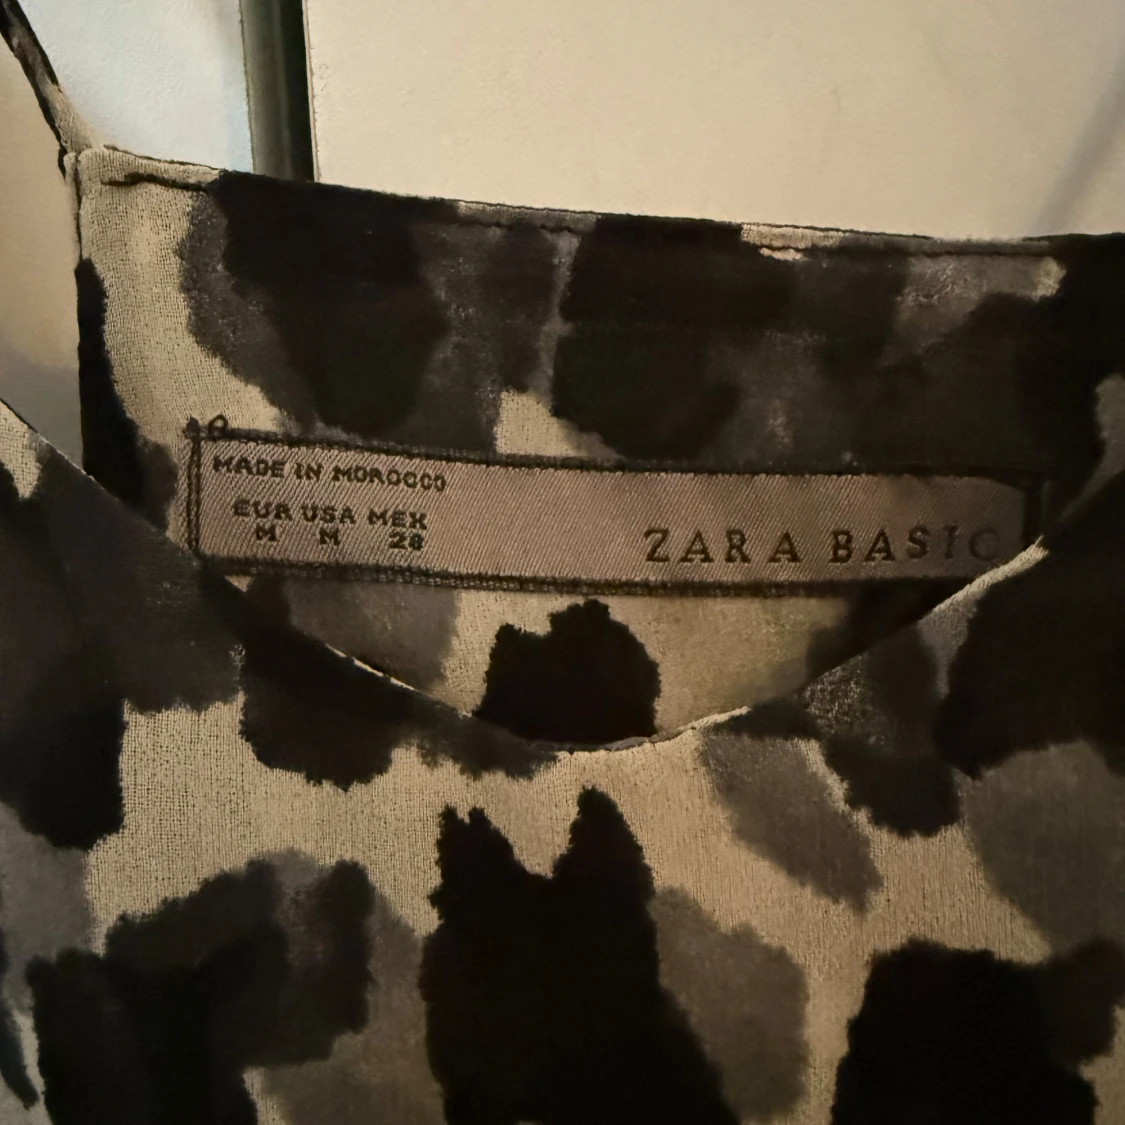 MADE IN MOROCCO
EUR USA MEX
M M 28
ZARA BASIC